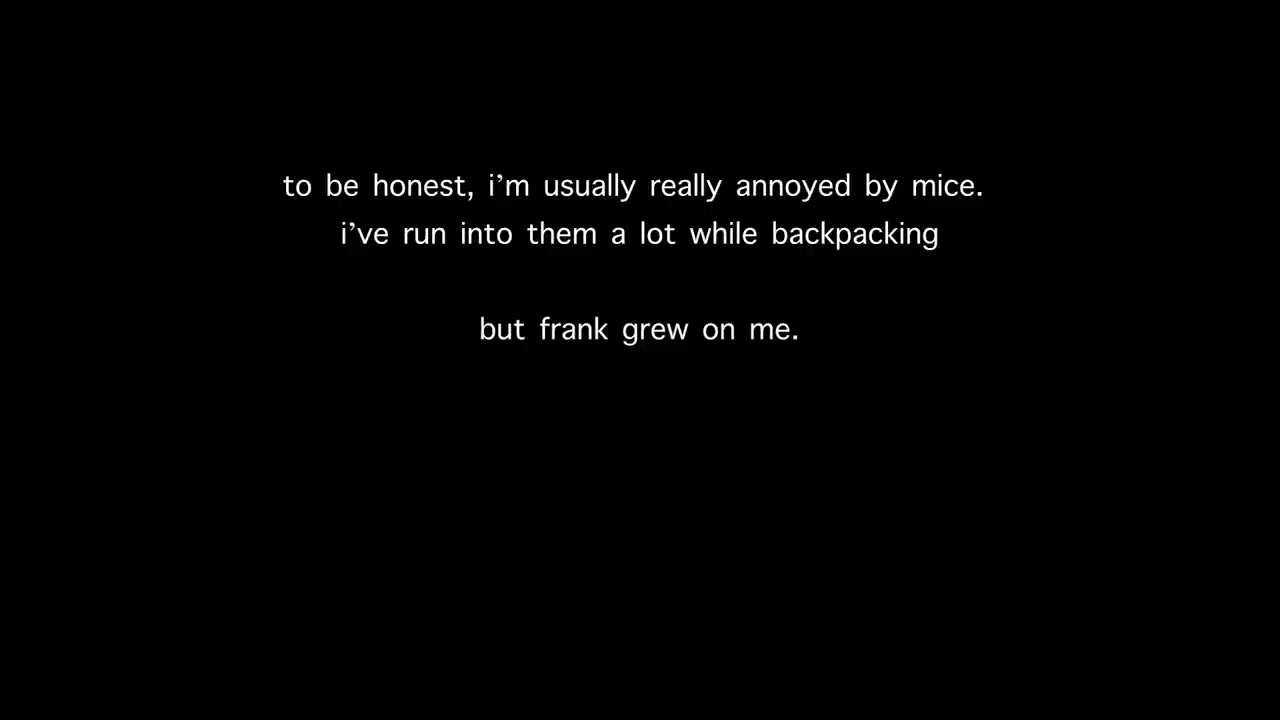 to be honest, i’m usually really annoyed by mice.
i’ve run into them a lot while backpacking
but frank grew on me.